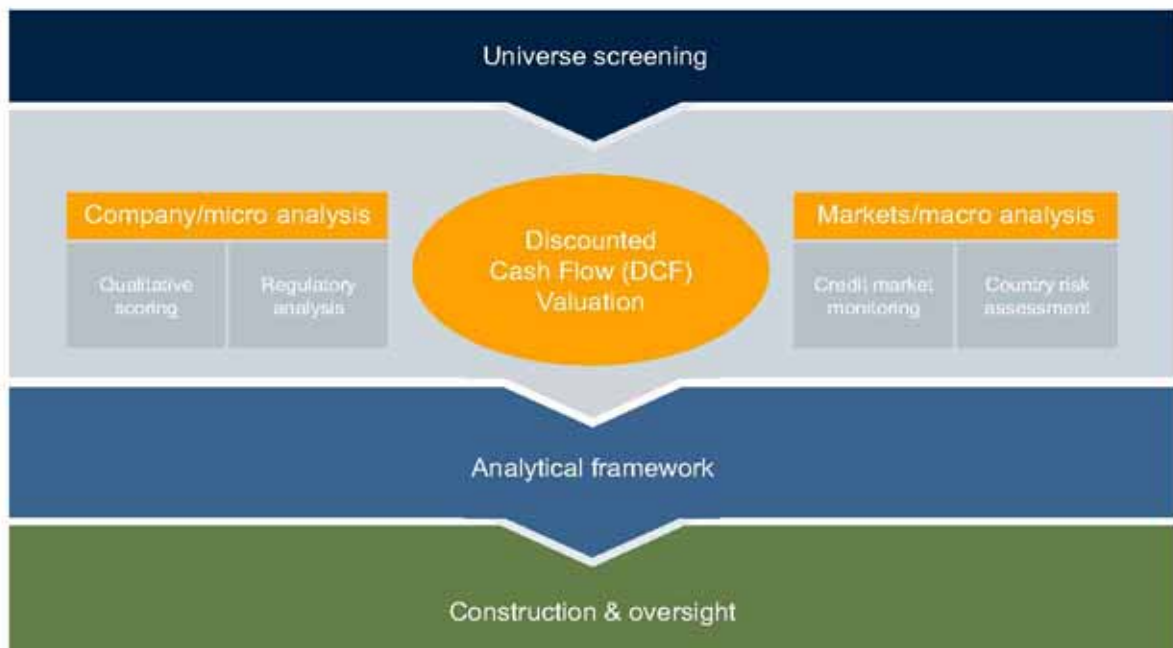 Universe screening
Company/micro analysis
Qualitative
scoring
Regulatory
analysis
Discounted
Cash Flow (DCF)
Valuation
Markets/macro analysis
Credit market
monitoring
Country risk
assessment
Analytical framework
Construction & oversight